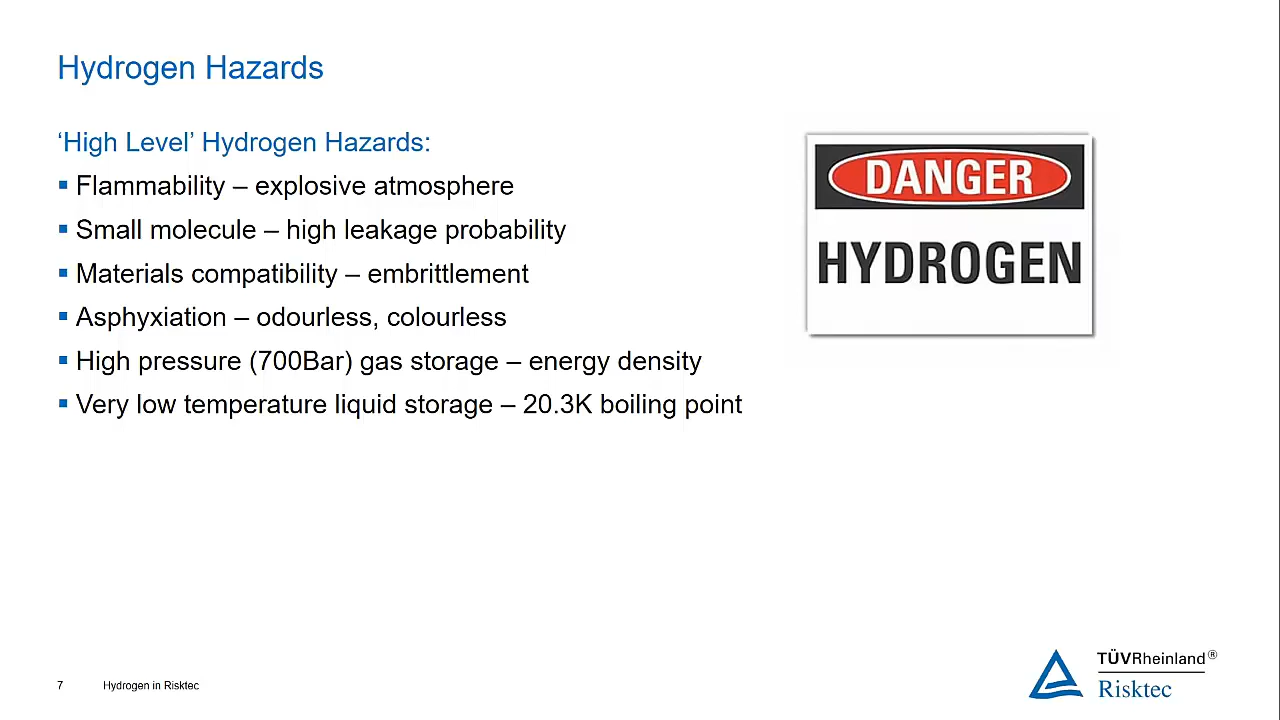 Hydrogen Hazards
‘High Level’ Hydrogen Hazards:
▪ Flammability – explosive atmosphere
▪ Small molecule – high leakage probability
▪ Materials compatibility – embrittlement
▪ Asphyxiation – odourless, colourless
▪ High pressure (700Bar) gas storage – energy density
▪ Very low temperature liquid storage – 20.3K boiling point
DANGER
HYDROGEN
7 Hydrogen in Risktec
TÜVRheinland®
Risktec